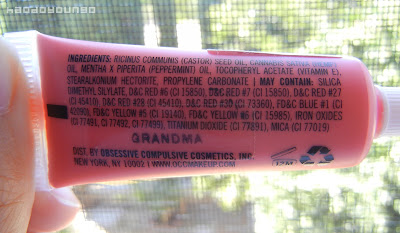 haojoyounao
INGREDIENTS: RICINUS COMMUNIS (CASTOR) SEED OIL, CANNABIS SATIVA (HEMP)
OIL, MENTHA X PIPERITA (PEPPERMINT) OIL, TOCOPHERYL ACETATE (VITAMIN E),
STEARALKONIUM HECTORITE, PROPYLENE CARBONATE | MAY CONTAIN: SILICA
DIMETHYL SILYLATE, D&C RED #6 (CI 15850), D&C RED #7 (CI 15850), D&C RED #27
(CI 45410), D&C RED #28 (CI 45410), D&C RED #30 (CI 73360), FD&C BLUE #1 (CI
42090), FD&C YELLOW #5 (CI 19140), FD&C YELLOW #6 (CI 15985), IRON OXIDES
(CI 77491, CI 77492, CI 77499), TITANIUM DIOXIDE (CI 77891), MICA (CI 77019)
GRANDMA
DIST. BY OBSESSIVE COMPULSIVE COSMETICS, INC.
NEW YORK, NY 10002 | WWW.OCCMAKEUP.COM
12M